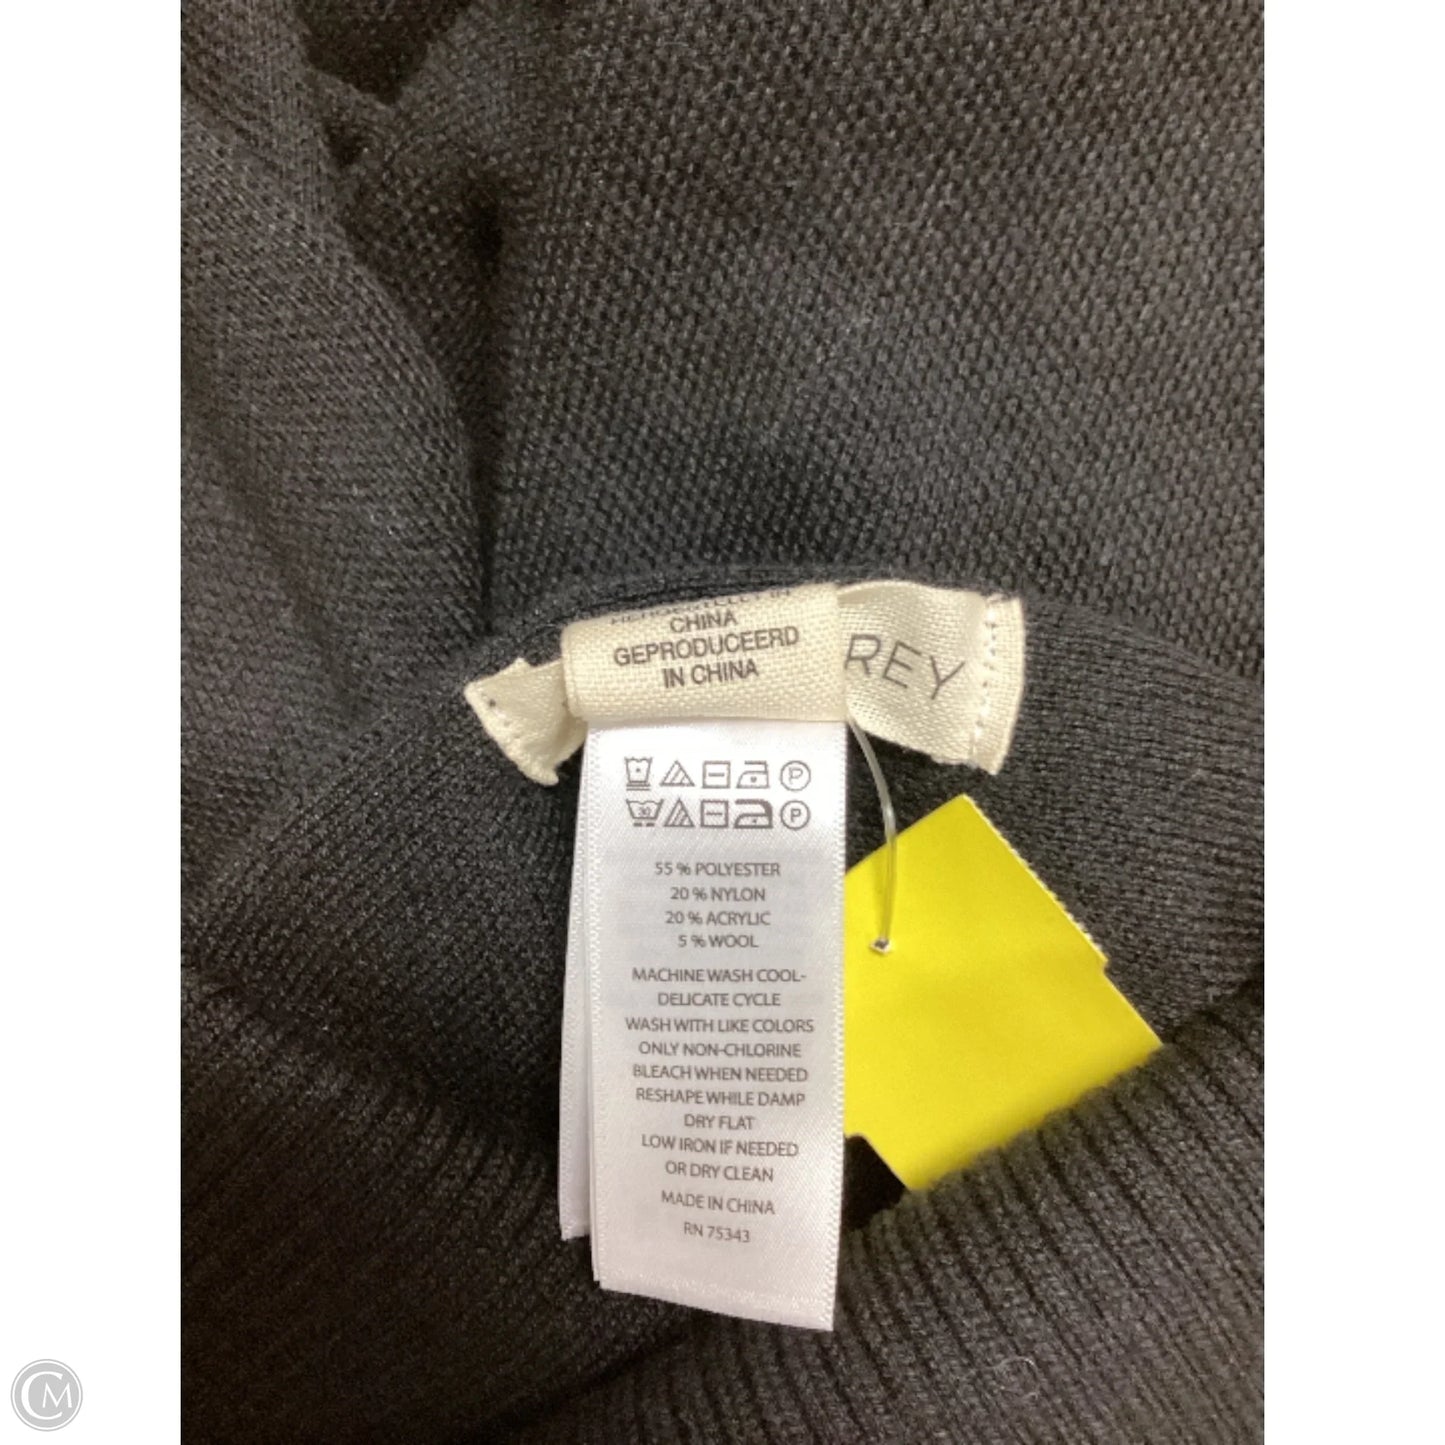 CHINA
GEPRODUCEERD
IN CHINA
REY
P
30
P
55 % POLYESTER
20 % NYLON
20 % ACRYLIC
5 % WOOL
MACHINE WASH COOL-
DELICATE CYCLE
WASH WITH LIKE COLORS
ONLY NON-CHLORINE
BLEACH WHEN NEEDED
RESHAPE WHILE DAMP
DRY FLAT
LOW IRON IF NEEDED
OR DRY CLEAN
MADE IN CHINA
RN 75343
CM